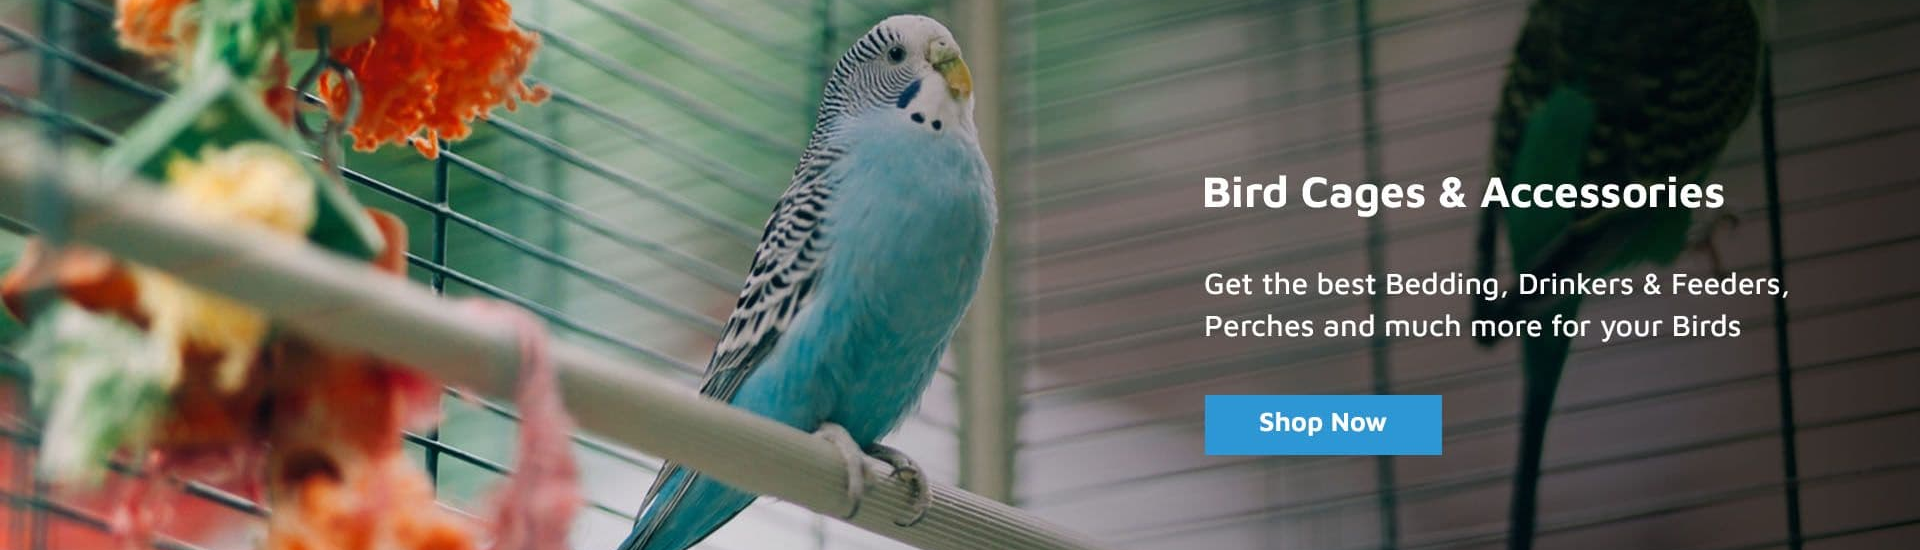 Bird Cages & Accessories
Get the best Bedding, Drinkers & Feeders,
Perches and much more for your Birds
Shop Now